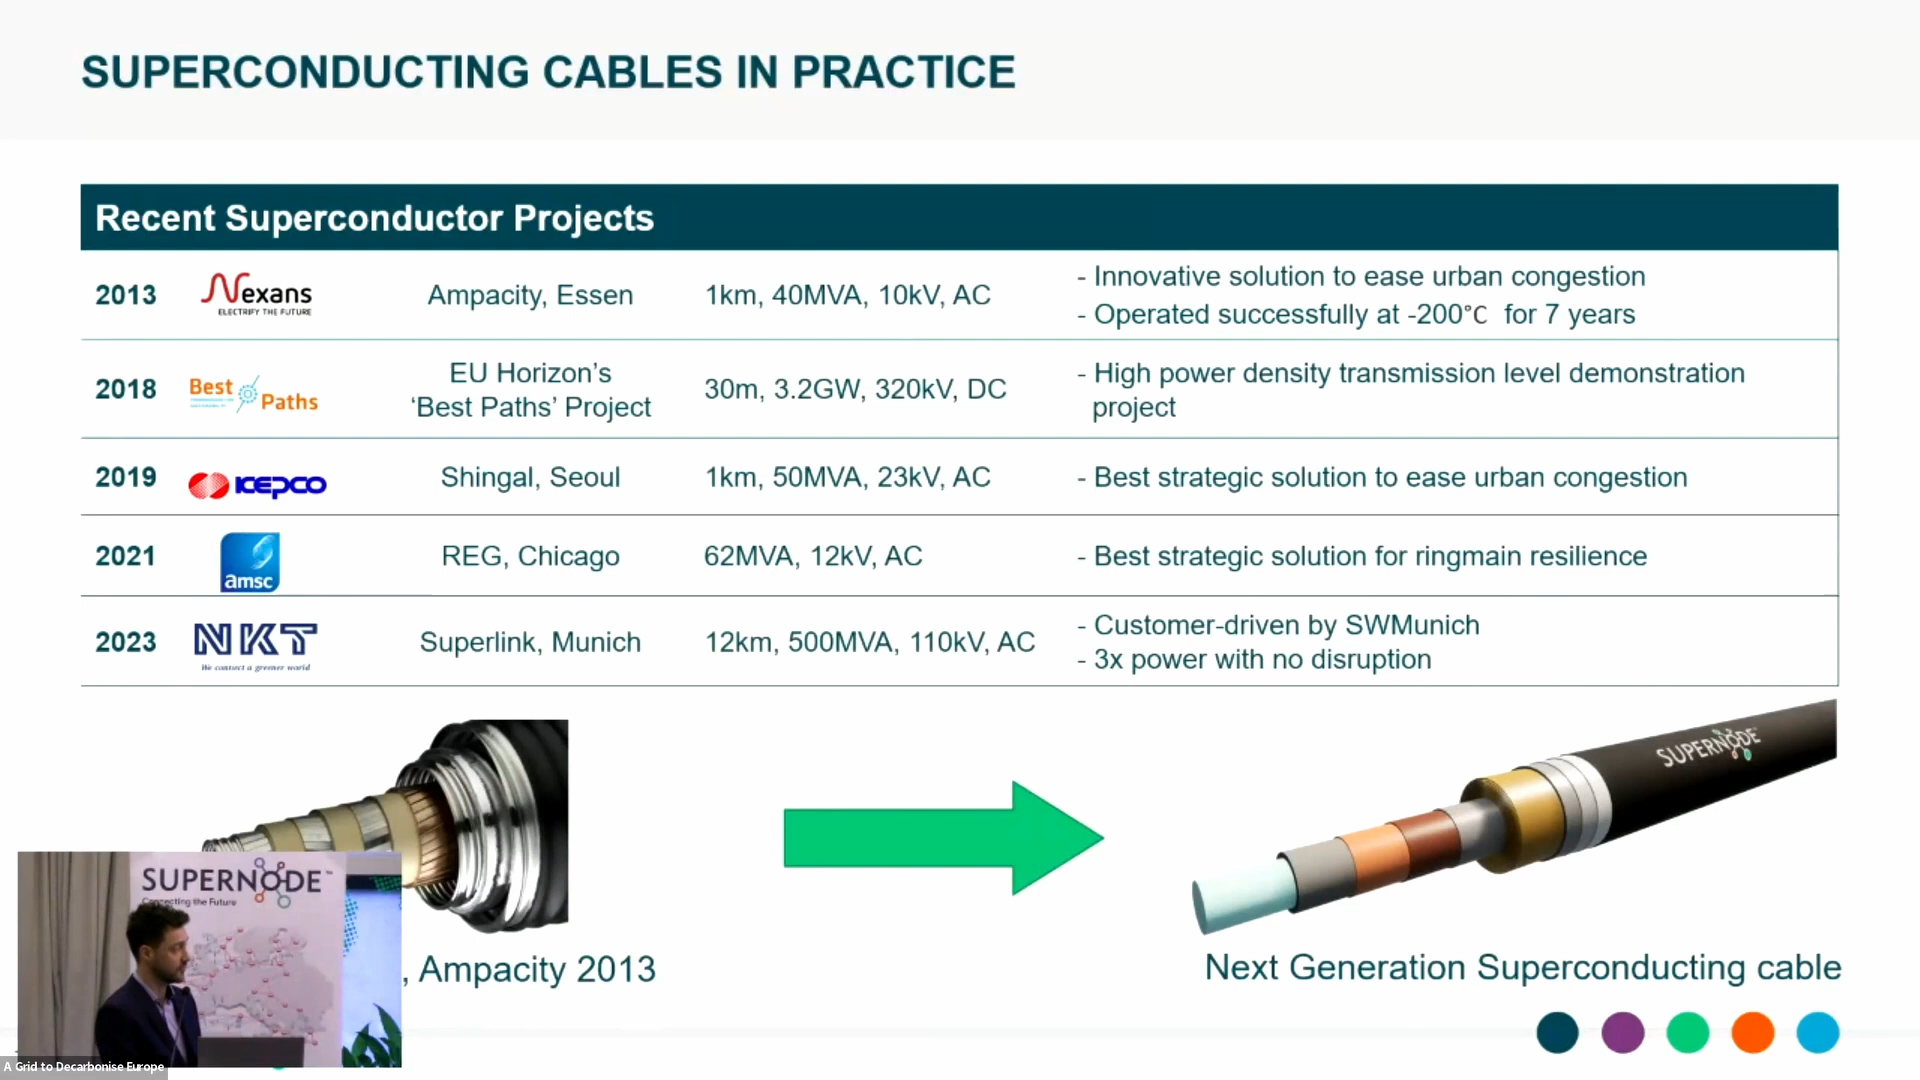 SUPERCONDUCTING CABLES IN PRACTICE
Recent Superconductor Projects
2013
Nexans
ELECTRIFY THE FUTURE
Ampacity, Essen
1km, 40MVA, 10kV, AC
- Innovative solution to ease urban congestion
- Operated successfully at -200°C for 7 years
2018
Best
Paths
EU Horizon’s
‘Best Paths’ Project
30m, 3.2GW, 320kV, DC
- High power density transmission level demonstration
project
2019
KEPCO
Shingal, Seoul
1km, 50MVA, 23kV, AC
- Best strategic solution to ease urban congestion
2021
amsc
REG, Chicago
62MVA, 12kV, AC
- Best strategic solution for ringmain resilience
2023
NKT
We connect a greener world
Superlink, Munich
12km, 500MVA, 110kV, AC
- Customer-driven by SWMunich
- 3x power with no disruption
SUPERNODE
SUPERNODE™
Connecting the Future
, Ampacity 2013
Next Generation Superconducting cable
A Grid to Decarbonise Europe